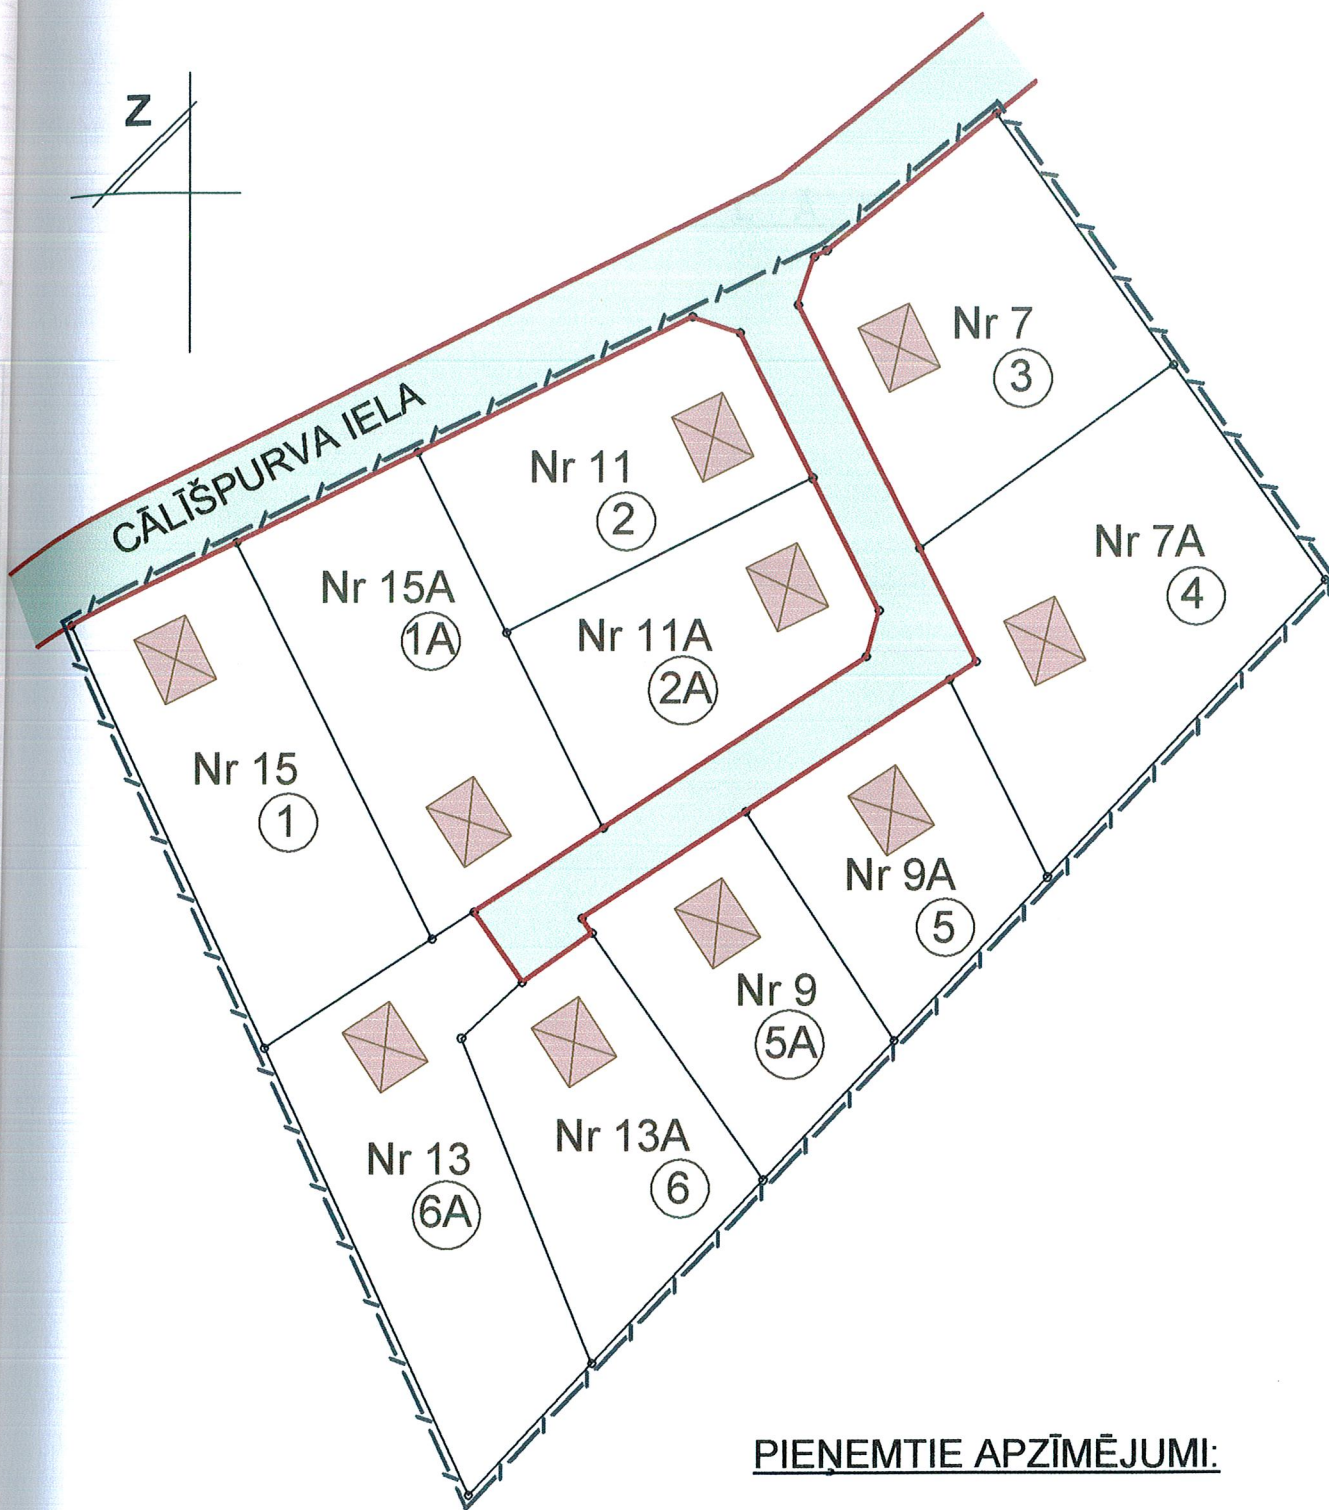 Z
CĀLĪŠPURVA IELA
Nr 7
3
Nr 11
2
Nr 7A
4
Nr 15A
1A
Nr 11A
2A
Nr 15
1
Nr 9A
5
Nr 9
5A
Nr 13A
6
Nr 13
6A
PIEŅEMTIE APZĪMĒJUMI: